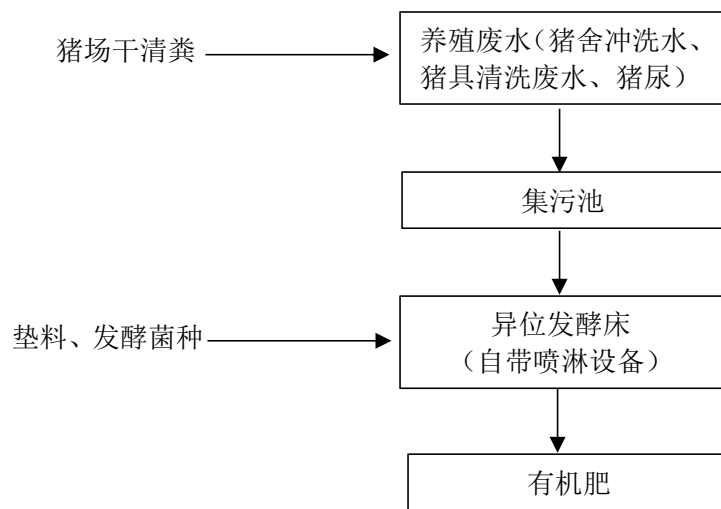 猪场干清粪
养殖废水（猪舍冲洗水、
猪具清洗废水、猪尿）
集污池
垫料、发酵菌种
异位发酵床
（自带喷淋设备）
有机肥